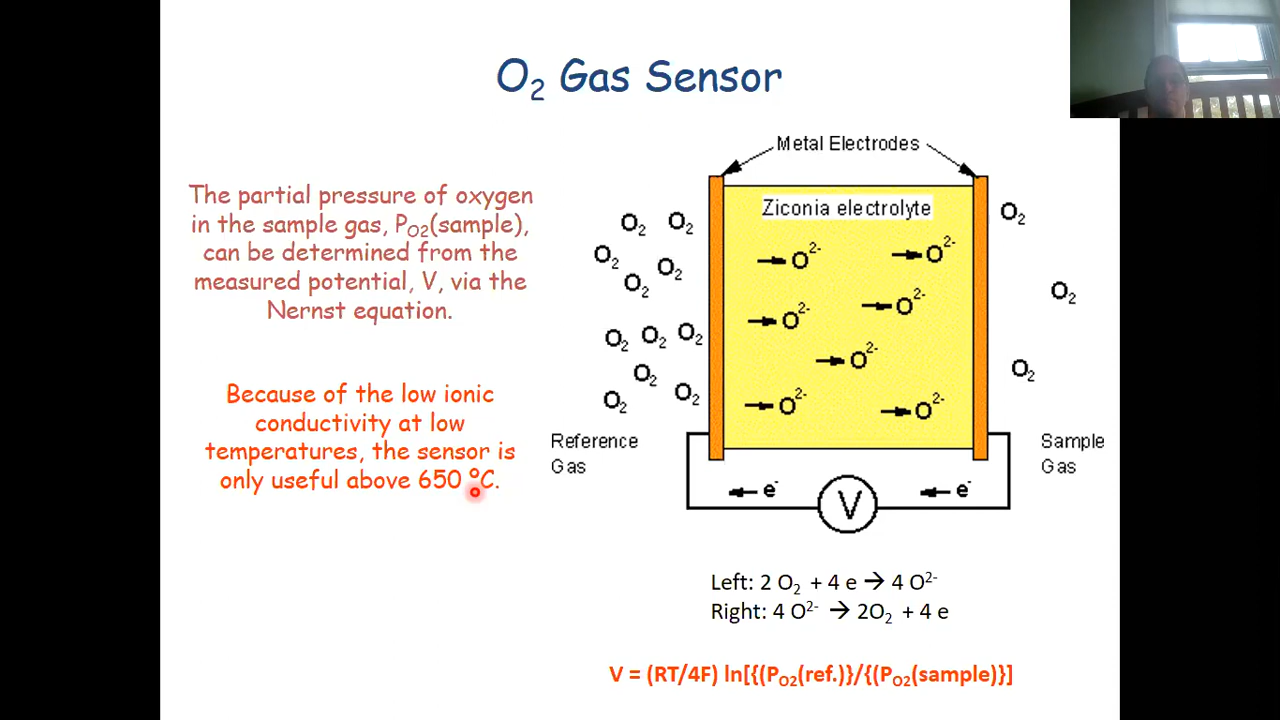 O₂ Gas Sensor
The partial pressure of oxygen
in the sample gas, P_O2(sample),
can be determined from the
measured potential, V, via the
Nernst equation.
Because of the low ionic
conductivity at low
temperatures, the sensor is
only useful above 650 °C.
Metal Electrodes
Ziconia electrolyte
O₂ O₂
O₂ O₂
O₂
O₂ O₂ O₂
O₂
O₂ O₂
O²⁻ O²⁻
O²⁻ O²⁻
O²⁻
O²⁻ O²⁻
O₂
O₂
O₂
Reference
Gas
Sample
Gas
e⁻ V e⁻
Left: 2 O₂ + 4 e → 4 O²⁻
Right: 4 O²⁻ → 2O₂ + 4 e
V = (RT/4F) ln[{(P_O2(ref.)}/{(P_O2(sample)}]